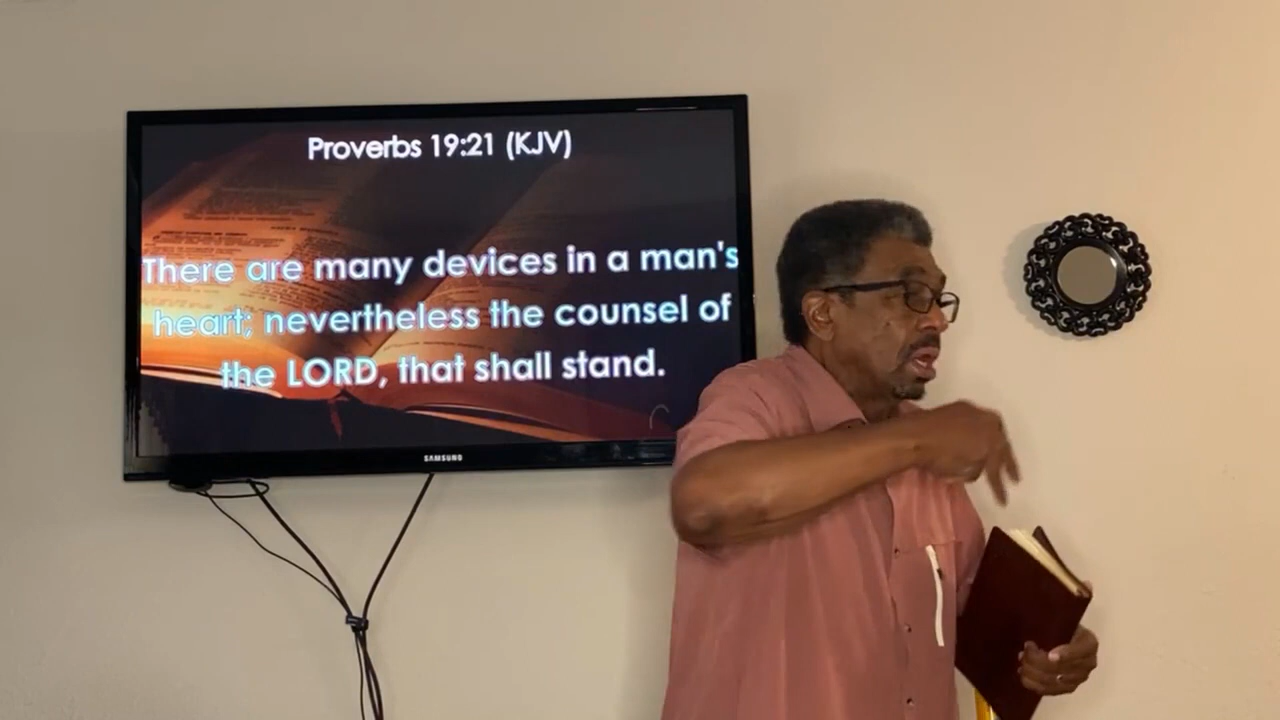 Proverbs 19:21 (KJV)
There are many devices in a man's
heart; nevertheless the counsel of
the LORD, that shall stand.
SAMSUNG